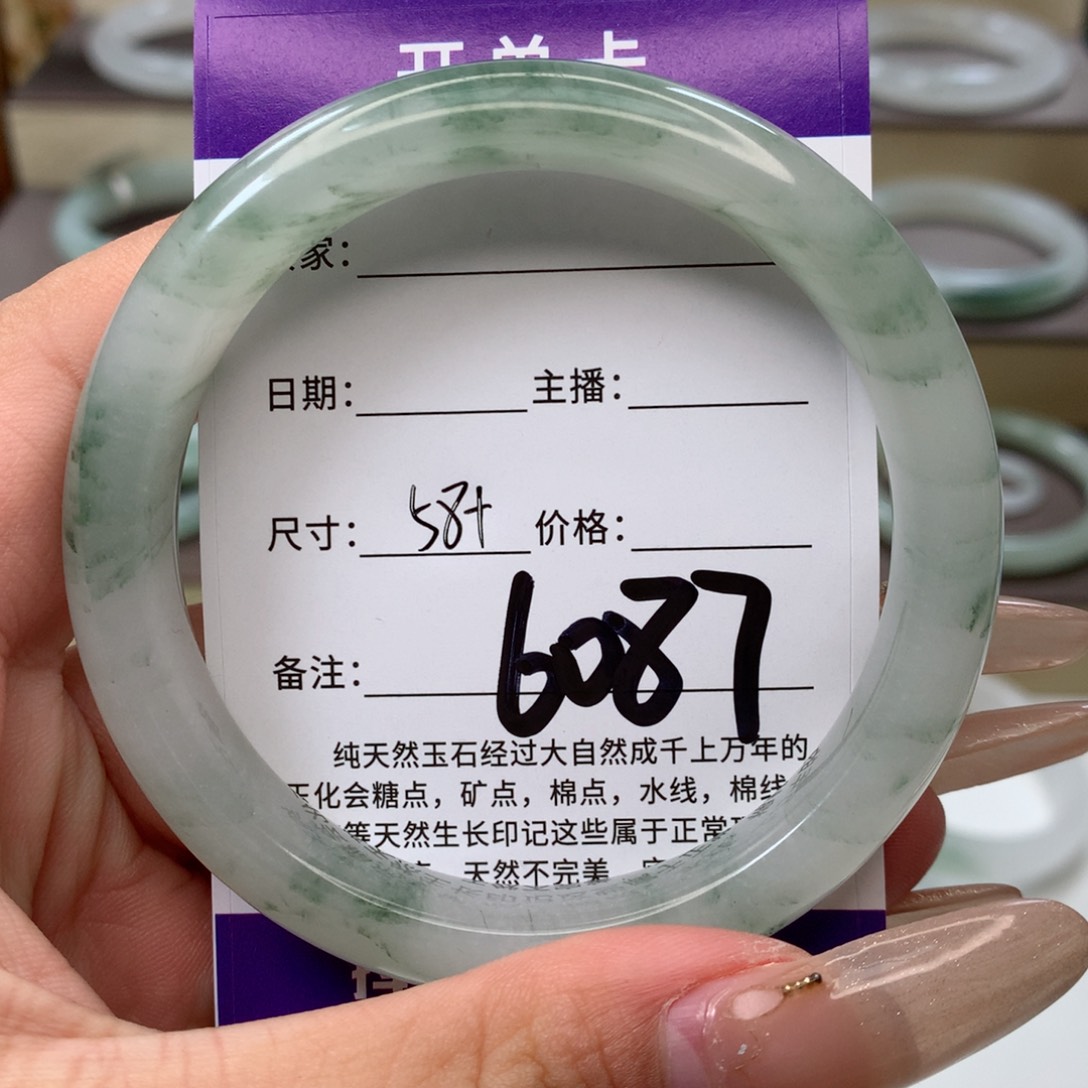 开单卡
家：
日期： 主播：
尺寸： 58+ 价格：
备注： 6087
纯天然玉石经过大自然成千上万年的
化会糖点，矿点，棉点，水线，棉线
等天然生长印记这些属于正常
天然不完美